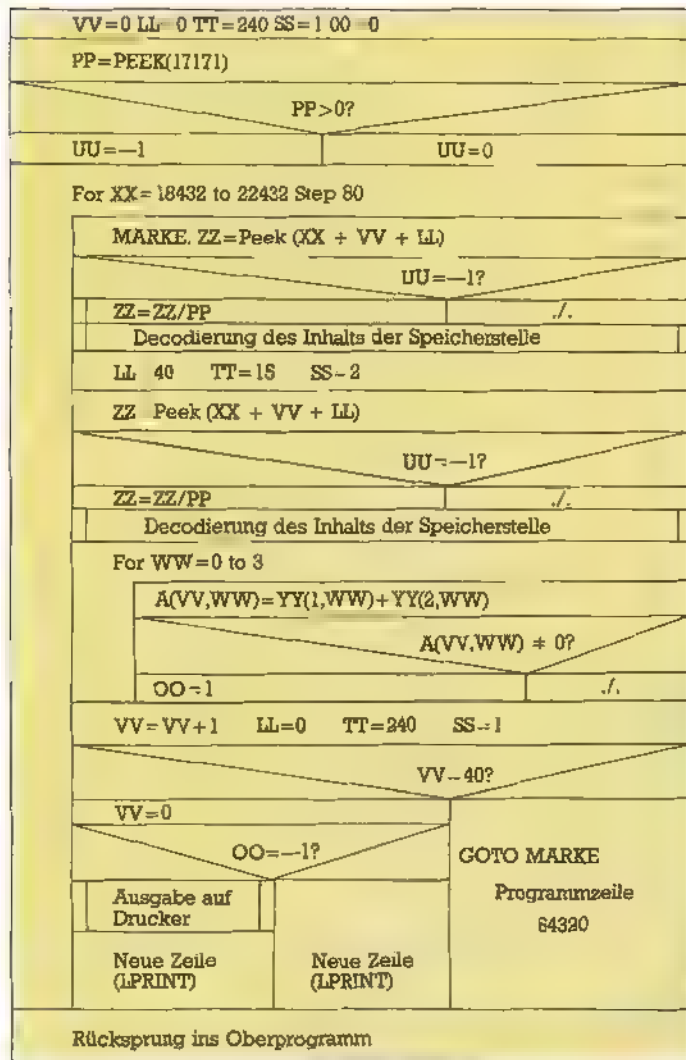 VV=0 LL=0 TT=240 SS=1 OO=0
PP=PEEK(17171)
PP>0?
UU=—1
UU=0
For XX=18432 to 22432 Step 80
MARKE. ZZ=Peek (XX + VV + LL)
UU=—1?
ZZ=ZZ/PP
./.
Decodierung des Inhalts der Speicherstelle
LL 40 TT=15 SS=2
ZZ Peek (XX + VV + LL)
UU=—1?
ZZ=ZZ/PP
./.
Decodierung des Inhalts der Speicherstelle
For WW=0 to 3
A(VV,WW)=YY(1,WW)+YY(2,WW)
A(VV,WW) ≠ 0?
OO=1
./.
VV=VV+1 LL=0 TT=240 SS=1
VV=40?
VV=0
OO=—1?
GOTO MARKE
Programmzeile
64320
Ausgabe auf
Drucker
Neue Zeile
(LPRINT)
Neue Zeile
(LPRINT)
Rücksprung ins Oberprogramm